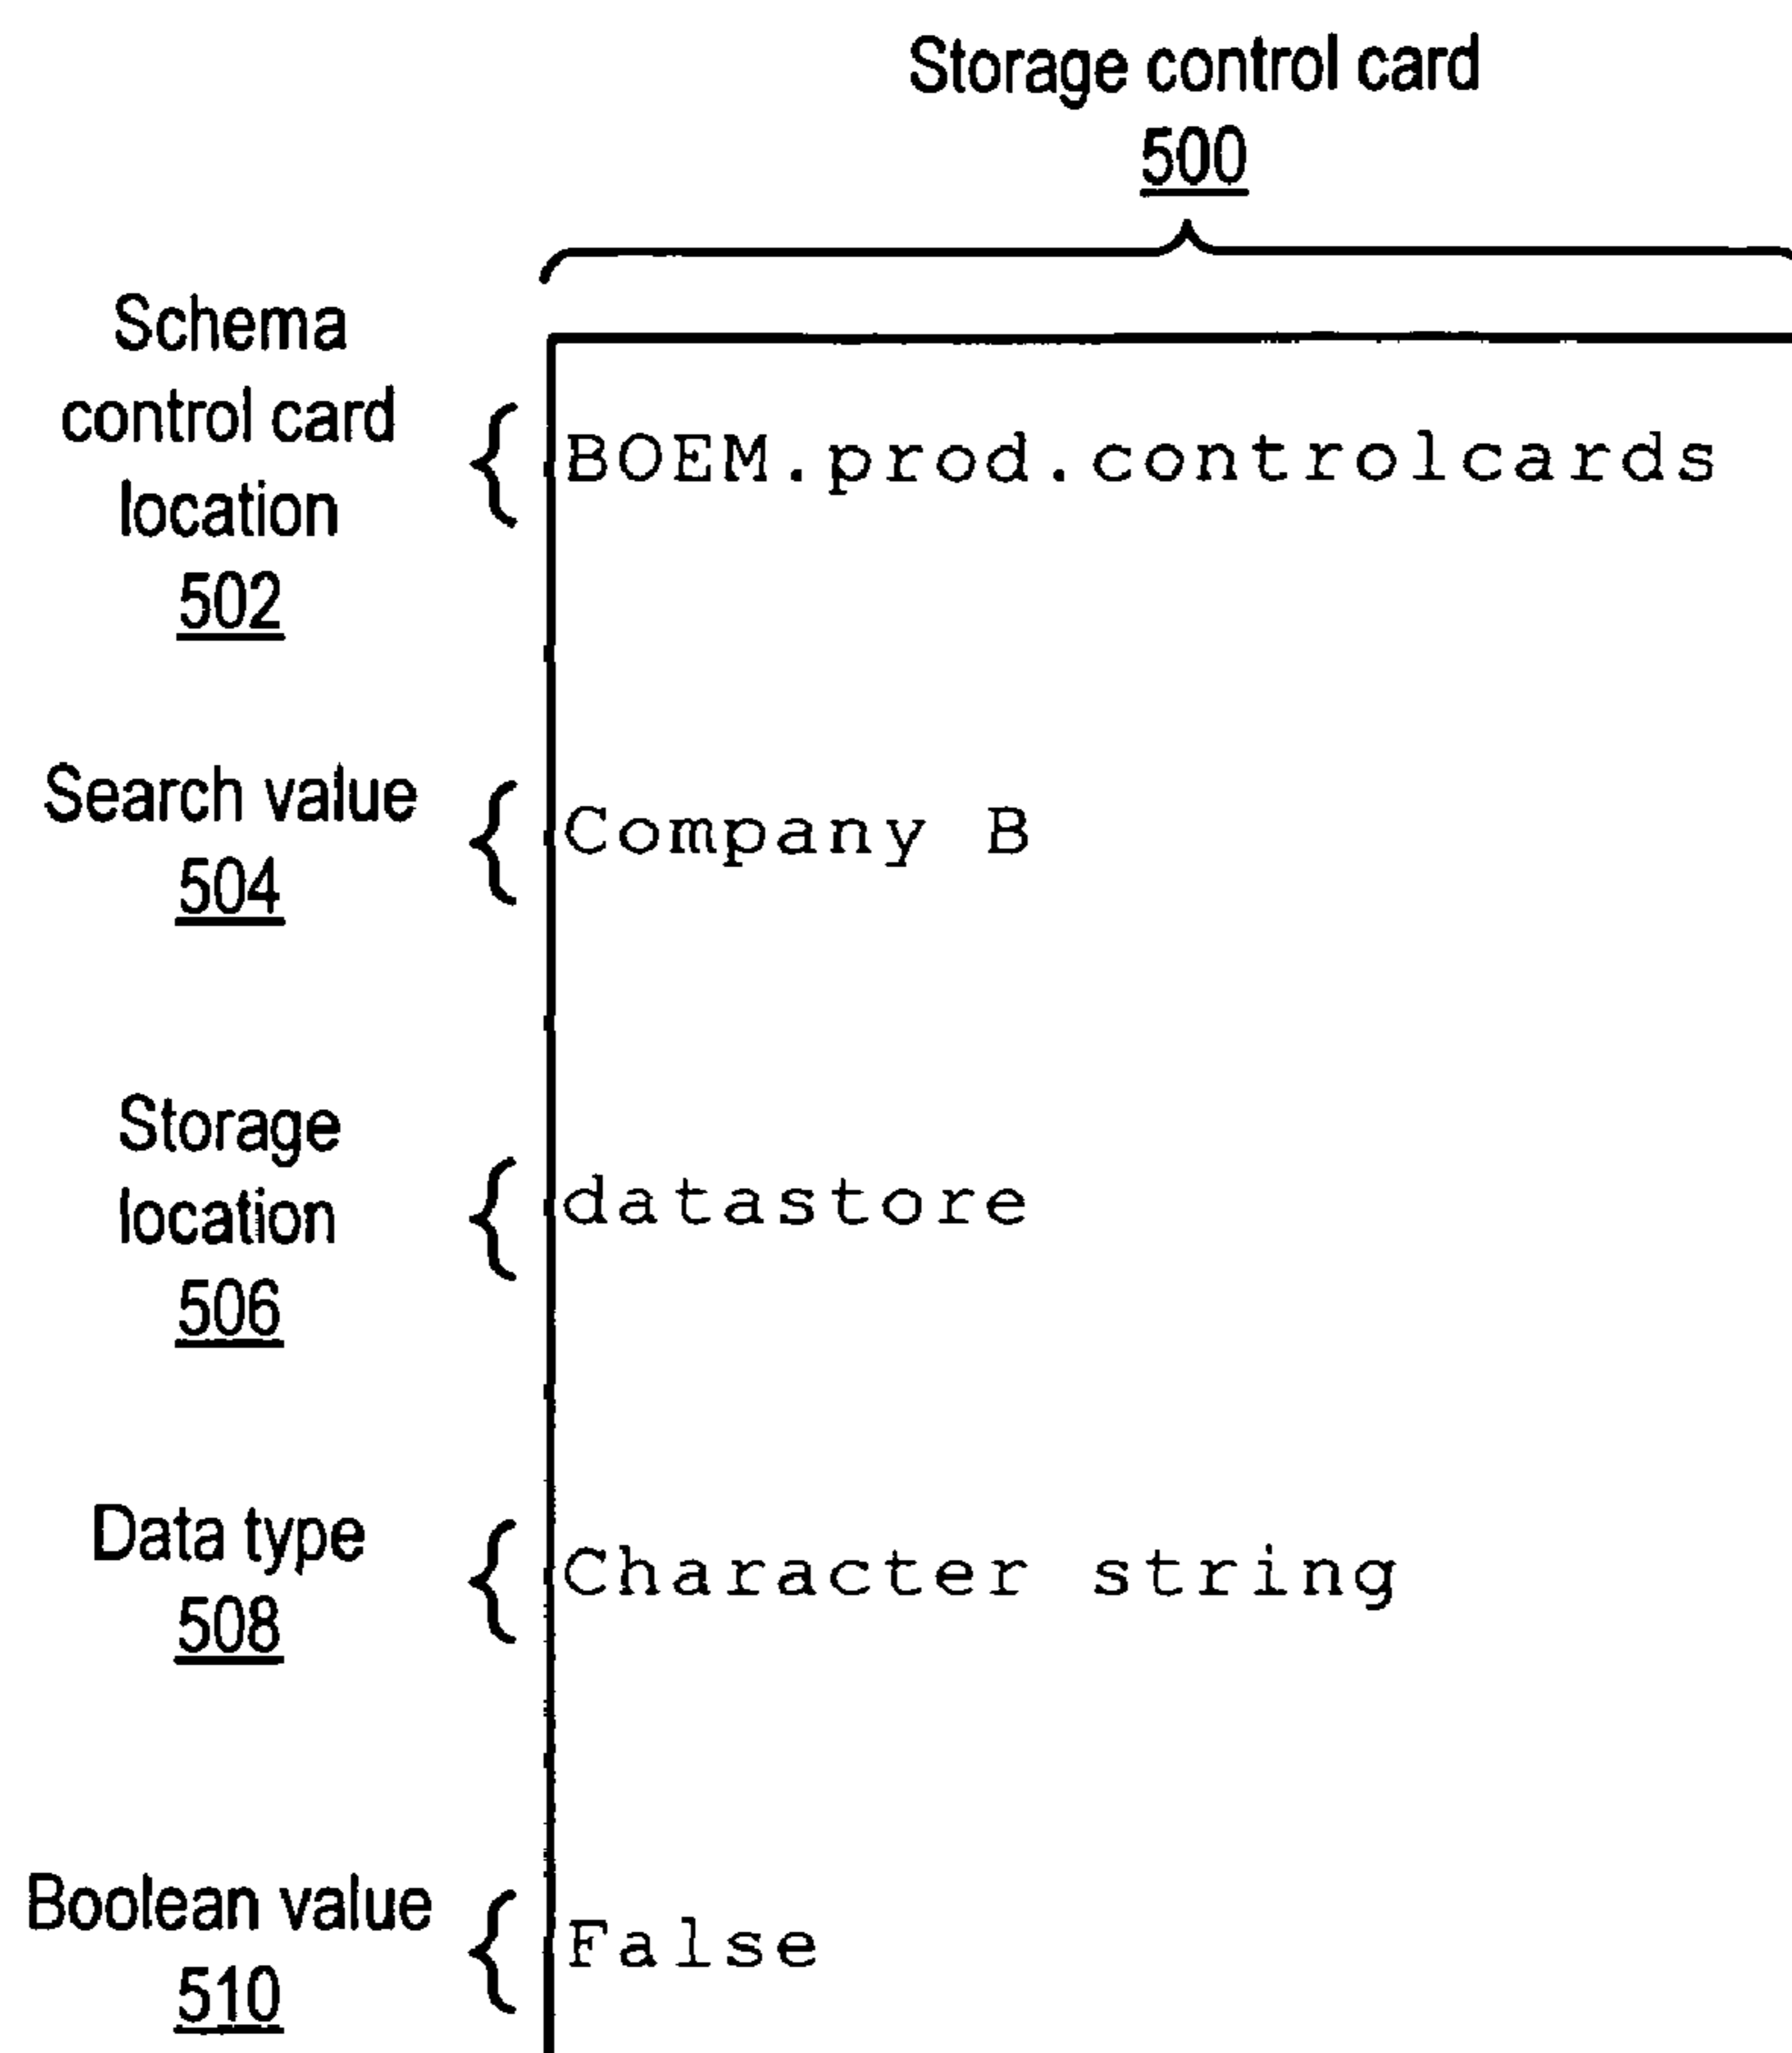 Storage control card
500
Schema
control card
location
502
BOEM.prod.controlcards
Search value
504
Company B
Storage
location
506
datastore
Data type
508
Character string
Boolean value
510
False